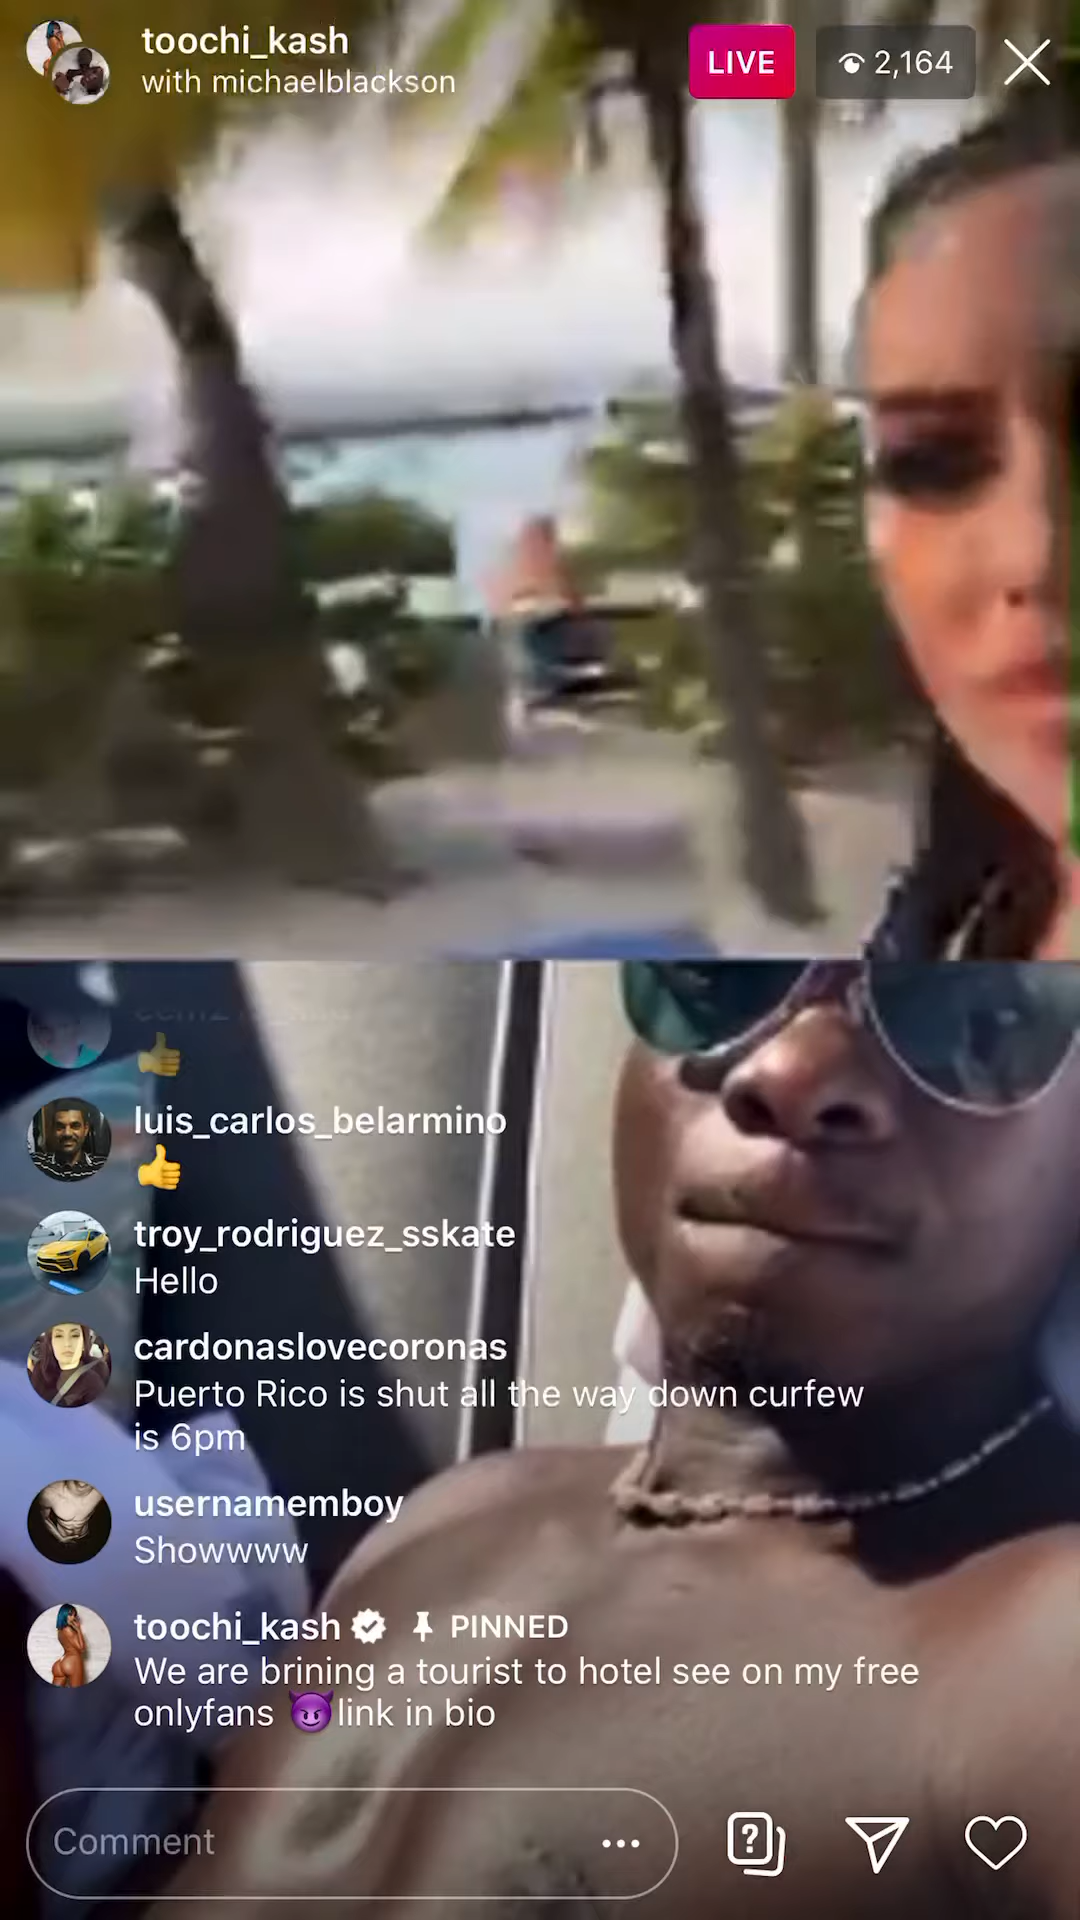 toochi_kash
with michaelblackson
LIVE
2,164
luis_carlos_belarmino
👍
troy_rodriguez_sskate
Hello
cardonaslovecoronas
Puerto Rico is shut all the way down curfew
is 6pm
usernamemboy
Showwww
toochi_kash PINNED
We are brining a tourist to hotel see on my free
onlyfans 😈link in bio
Comment